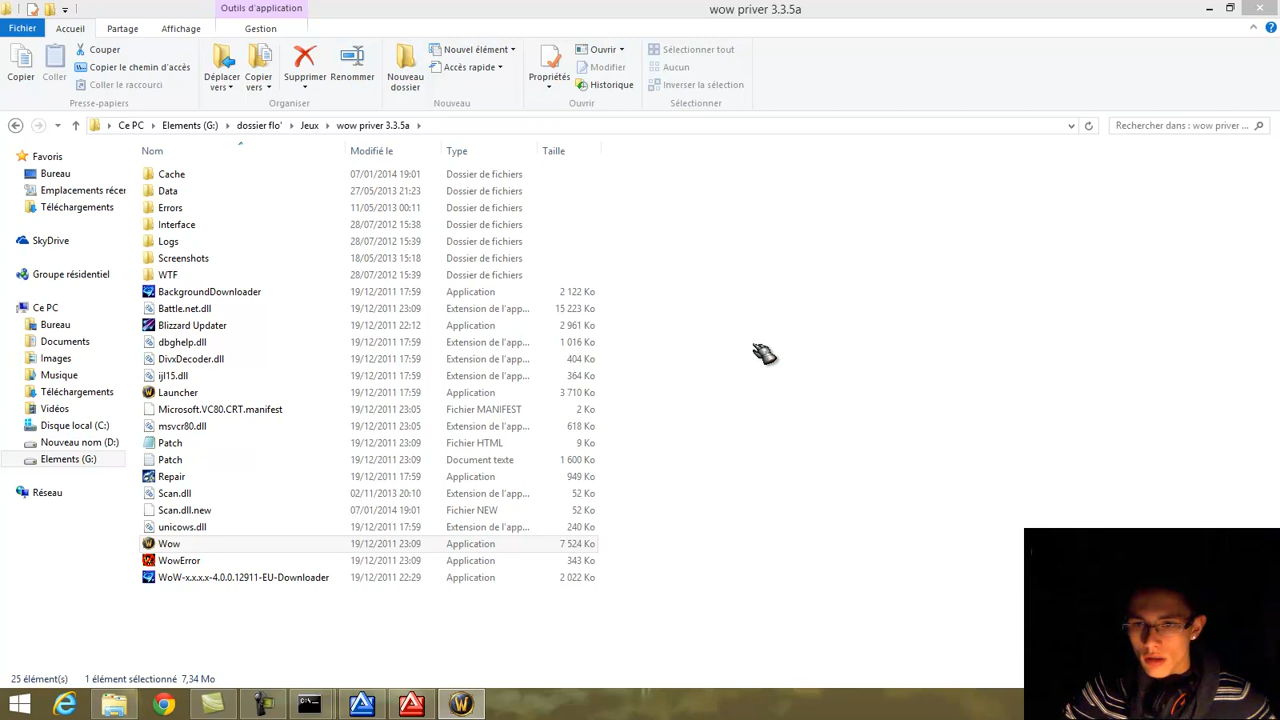 Outils d'application
wow priver 3.3.5a
Fichier Accueil Partage Affichage Gestion
Copier Coller Couper Copier le chemin d'accès Coller le raccourci
Presse-papiers
Déplacer vers Copier vers Supprimer Renommer
Organiser
Nouveau dossier Nouvel élément Accès rapide
Nouveau
Propriétés Ouvrir Modifier Historique
Ouvrir
Sélectionner tout Aucun Inverser la sélection
Sélectionner
Ce PC Elements (G:) dossier flo' Jeux wow priver 3.3.5a
Rechercher dans : wow priver ...
Favoris
Bureau
Emplacements récen
Téléchargements
SkyDrive
Groupe résidentiel
Ce PC
Bureau
Documents
Images
Musique
Téléchargements
Vidéos
Disque local (C:)
Nouveau nom (D:)
Elements (G:)
Réseau
Nom Modifié le Type Taille
Cache 07/01/2014 19:01 Dossier de fichiers
Data 27/05/2013 21:23 Dossier de fichiers
Errors 11/05/2013 00:11 Dossier de fichiers
Interface 28/07/2012 15:38 Dossier de fichiers
Logs 28/07/2012 15:39 Dossier de fichiers
Screenshots 18/05/2013 15:18 Dossier de fichiers
WTF 28/07/2012 15:39 Dossier de fichiers
BackgroundDownloader 19/12/2011 17:59 Application 2 122 Ko
Battle.net.dll 19/12/2011 23:09 Extension de l'app... 15 223 Ko
Blizzard Updater 19/12/2011 22:12 Application 2 961 Ko
dbghelp.dll 19/12/2011 17:59 Extension de l'app... 1 016 Ko
DivxDecoder.dll 19/12/2011 17:59 Extension de l'app... 404 Ko
ijl15.dll 19/12/2011 17:59 Extension de l'app... 364 Ko
Launcher 19/12/2011 17:59 Application 3 710 Ko
Microsoft.VC80.CRT.manifest 19/12/2011 23:05 Fichier MANIFEST 2 Ko
msvcr80.dll 19/12/2011 23:05 Extension de l'app... 618 Ko
Patch 19/12/2011 23:09 Fichier HTML 9 Ko
Patch 19/12/2011 23:09 Document texte 1 600 Ko
Repair 19/12/2011 17:59 Application 949 Ko
Scan.dll 02/11/2013 20:10 Extension de l'app... 52 Ko
Scan.dll.new 07/01/2014 19:01 Fichier NEW 52 Ko
unicows.dll 19/12/2011 17:59 Extension de l'app... 240 Ko
Wow 19/12/2011 23:09 Application 7 524 Ko
WowError 19/12/2011 23:09 Application 343 Ko
WoW-x.x.x.x-4.0.0.12911-EU-Downloader 19/12/2011 22:29 Application 2 022 Ko
25 élément(s) 1 élément sélectionné 7,34 Mo